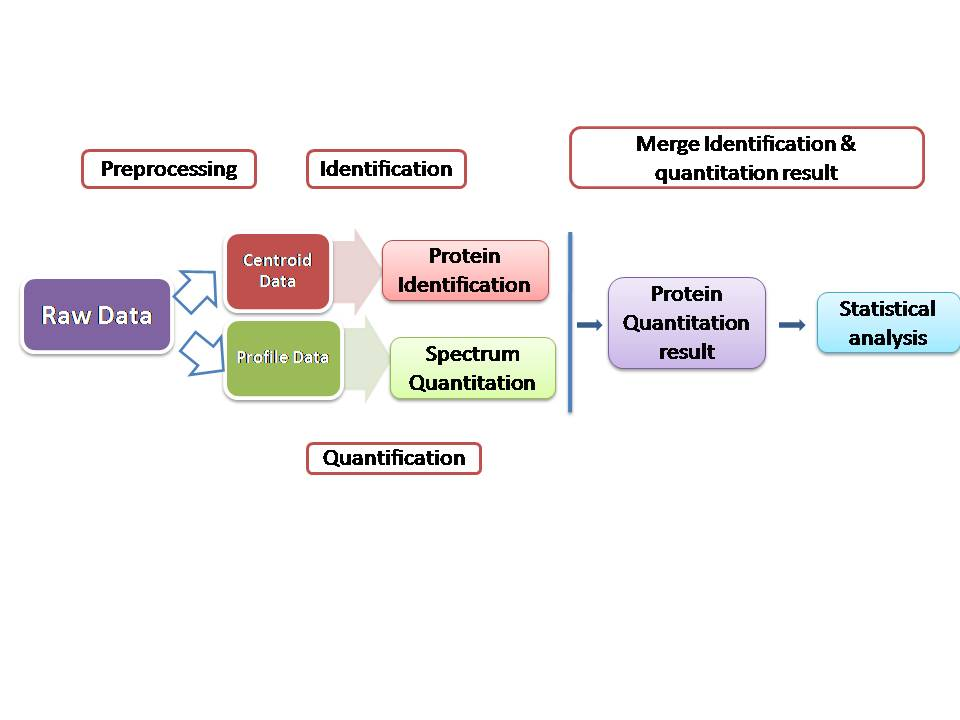 Preprocessing
Identification
Merge Identification &
quantitation result
Raw Data
Centroid
Data
Profile Data
Protein
Identification
Spectrum
Quantitation
Protein
Quantitation
result
Statistical
analysis
Quantification